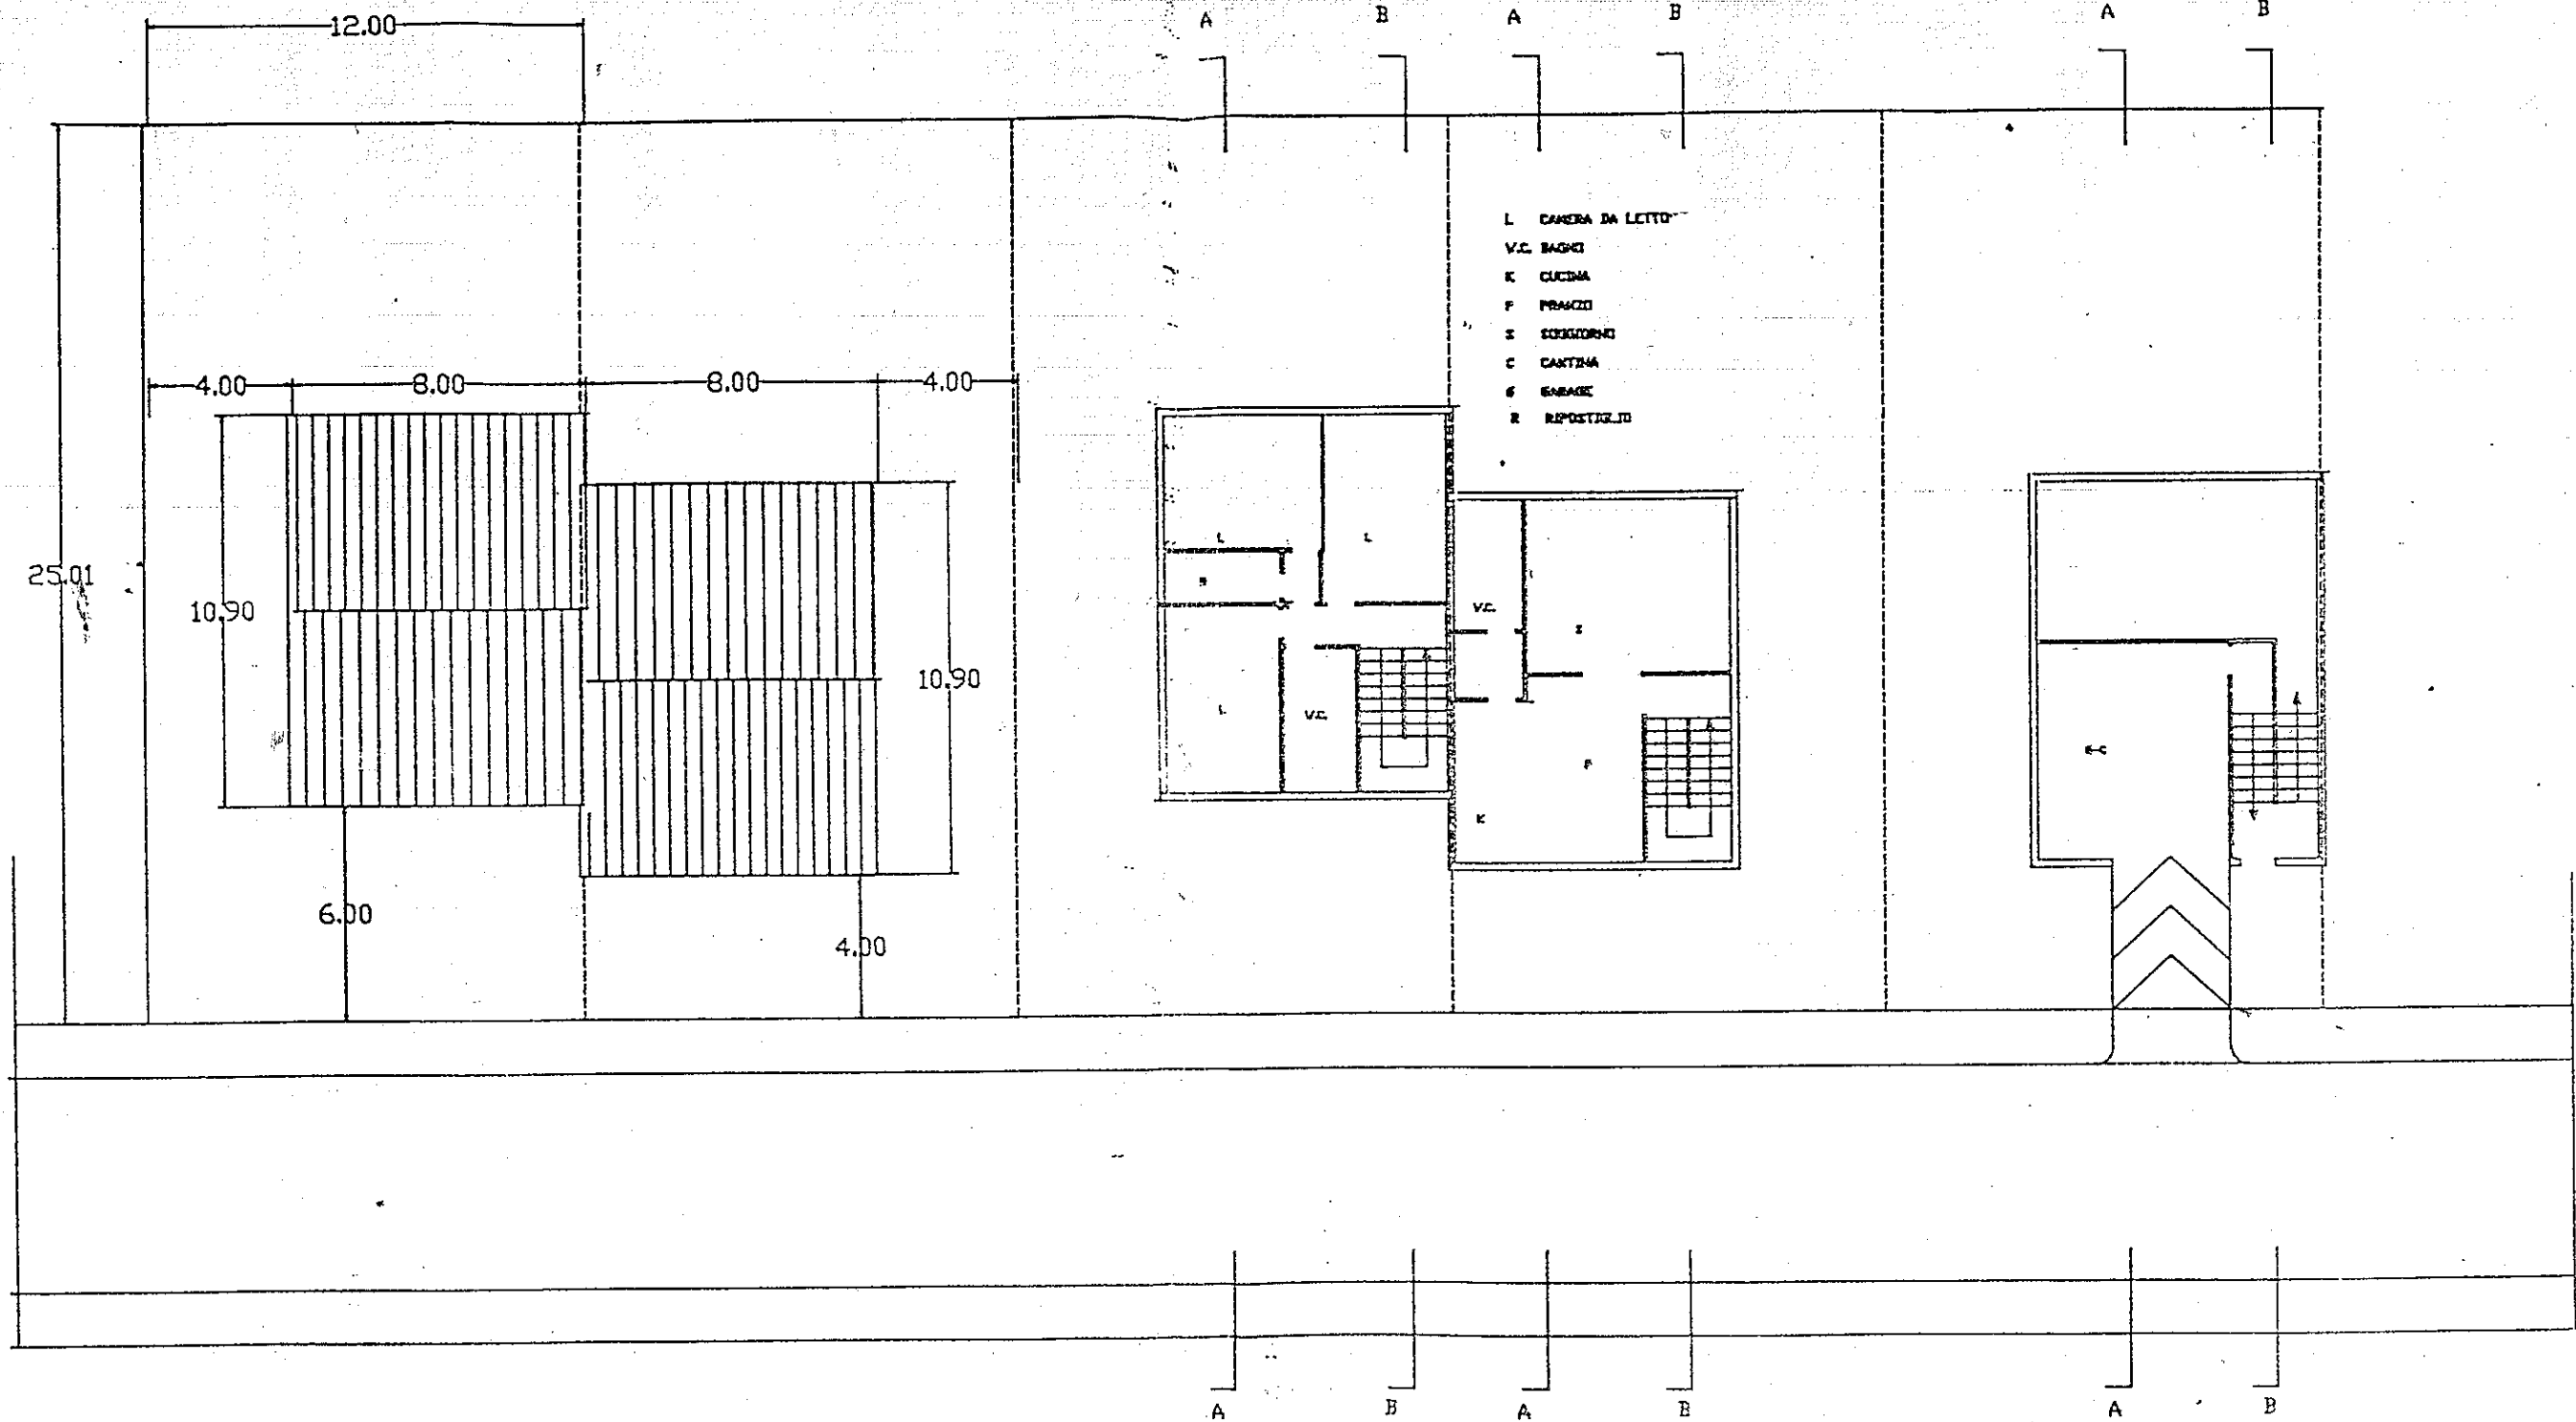 A B A B A B
12.00
L CAMERA DA LETTO
V.C. BAGNO
K CUCINA
P PRANZO
S SOGGIORNO
C CANTINA
G GARAGE
R RIPOSTIGLIO
4.00 8.00 8.00 4.00
L L
25.01
R
10.90
V.C.
S
10.90
L V.C.
G-C
P
K
6.00
4.00
A B A B A B